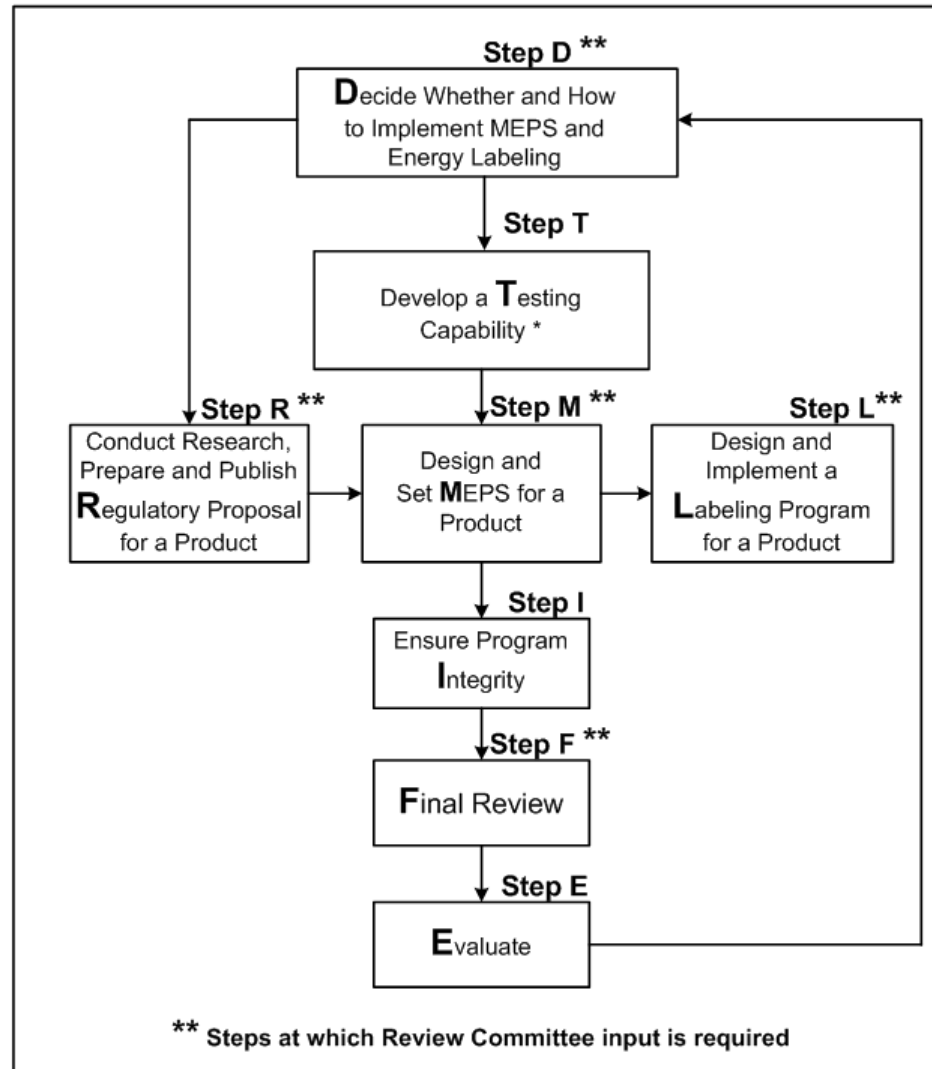 Step D **
Decide Whether and How
to Implement MEPS and
Energy Labeling
Step T
Develop a Testing
Capability *
Step R **
Conduct Research,
Prepare and Publish
Regulatory Proposal
for a Product
Step M **
Design and
Set MEPS for a
Product
Step L**
Design and
Implement a
Labeling Program
for a Product
Step I
Ensure Program
Integrity
Step F **
Final Review
Step E
Evaluate
** Steps at which Review Committee input is required